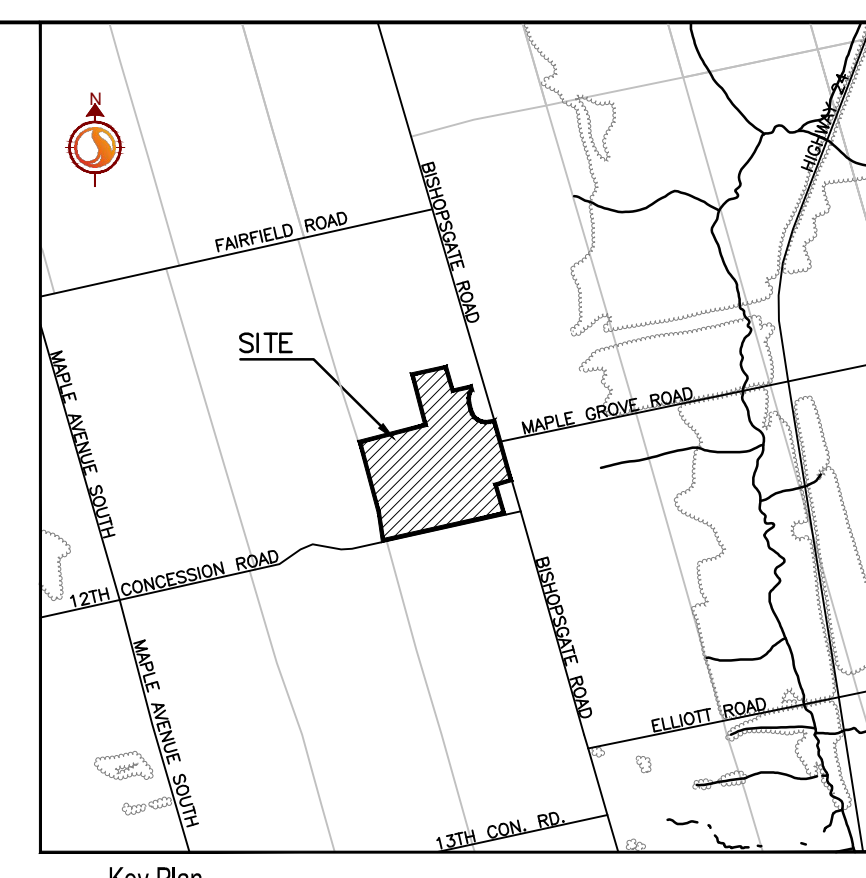 N
HIGHWAY 24
BISHOPSGATE ROAD
FAIRFIELD ROAD
SITE
MAPLE AVENUE SOUTH
MAPLE GROVE ROAD
12TH CONCESSION ROAD
BISHOPSGATE ROAD
MAPLE AVENUE SOUTH
ELLIOTT ROAD
13TH CON. RD.
Key Plan